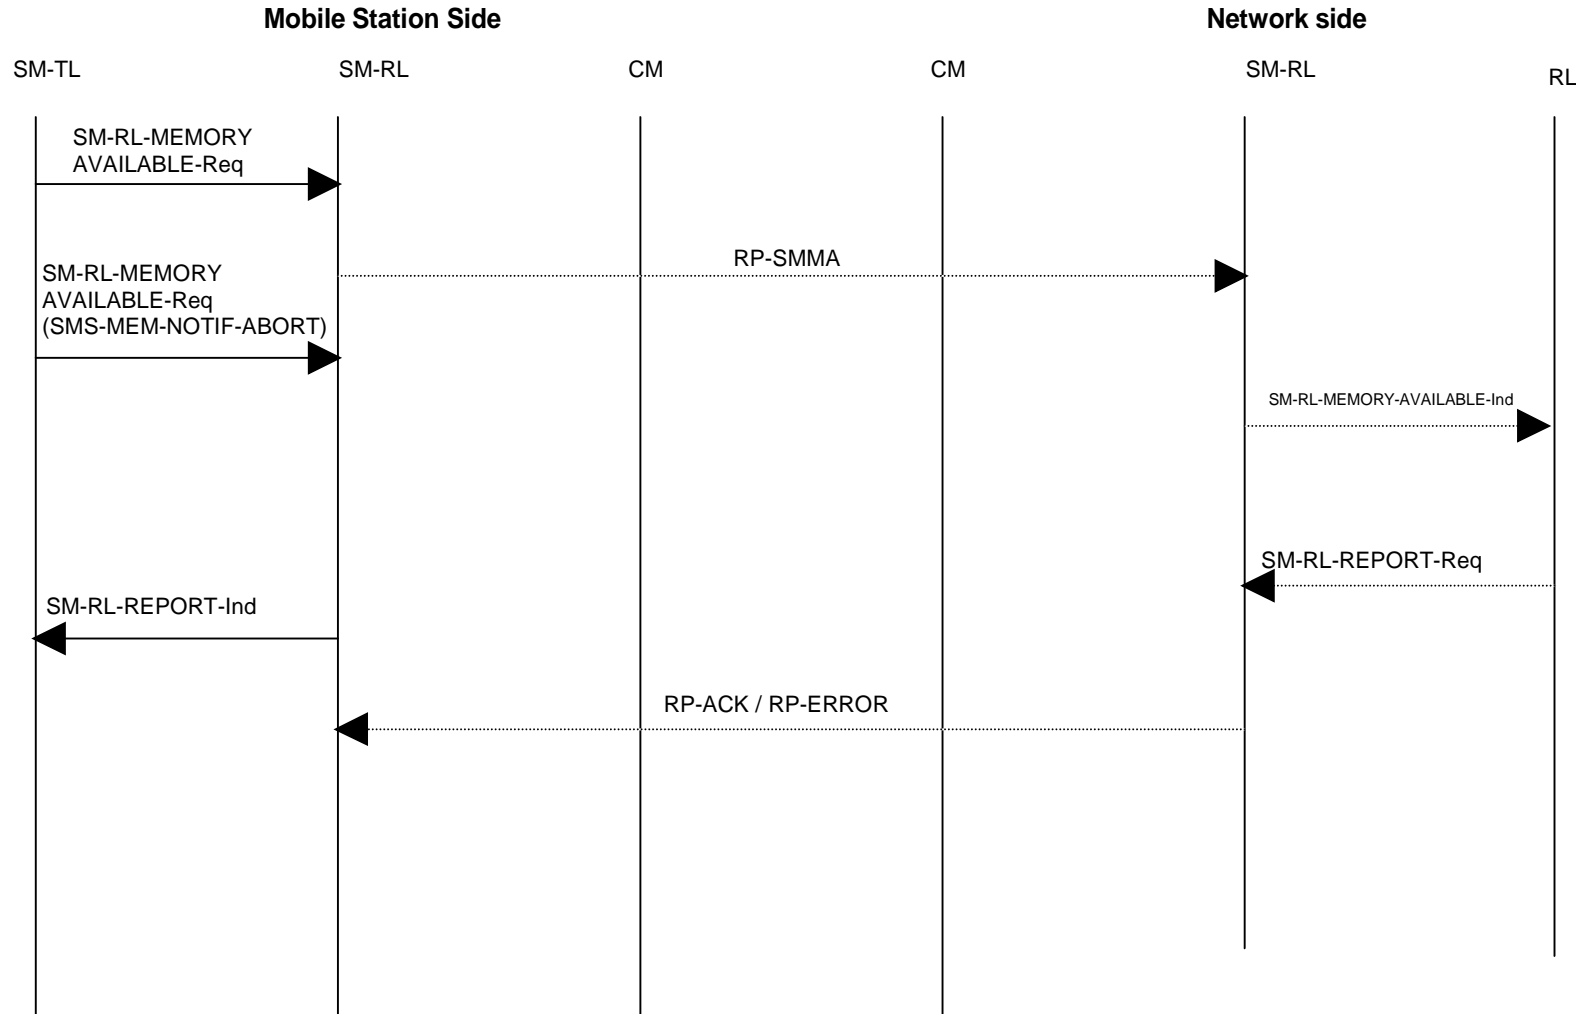 Mobile Station Side
Network side
SM-TL
SM-RL
CM
CM
SM-RL
RL
SM-RL-MEMORY
AVAILABLE-Req
RP-SMMA
SM-RL-MEMORY
AVAILABLE-Req
(SMS-MEM-NOTIF-ABORT)
SM-RL-MEMORY-AVAILABLE-Ind
SM-RL-REPORT-Req
SM-RL-REPORT-Ind
RP-ACK / RP-ERROR